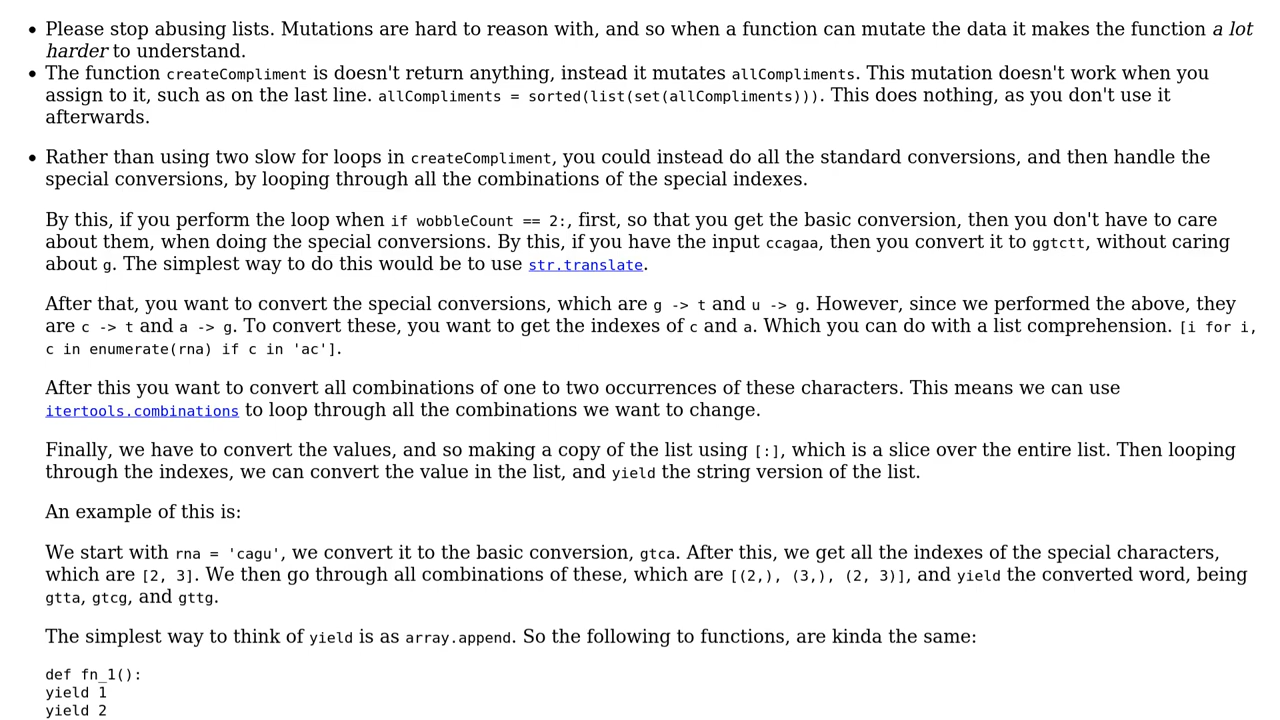 Please stop abusing lists. Mutations are hard to reason with, and so when a function can mutate the data it makes the function a lot
harder to understand.
The function createCompliment is doesn't return anything, instead it mutates allCompliments. This mutation doesn't work when you
assign to it, such as on the last line. allCompliments = sorted(list(set(allCompliments))). This does nothing, as you don't use it
afterwards.
Rather than using two slow for loops in createCompliment, you could instead do all the standard conversions, and then handle the
special conversions, by looping through all the combinations of the special indexes.
By this, if you perform the loop when if wobbleCount == 2:, first, so that you get the basic conversion, then you don't have to care
about them, when doing the special conversions. By this, if you have the input ccagaa, then you convert it to ggtctt, without caring
about g. The simplest way to do this would be to use str.translate.
After that, you want to convert the special conversions, which are g -> t and u -> g. However, since we performed the above, they
are c -> t and a -> g. To convert these, you want to get the indexes of c and a. Which you can do with a list comprehension. [i for i,
c in enumerate(rna) if c in 'ac'].
After this you want to convert all combinations of one to two occurrences of these characters. This means we can use
itertools.combinations to loop through all the combinations we want to change.
Finally, we have to convert the values, and so making a copy of the list using [:], which is a slice over the entire list. Then looping
through the indexes, we can convert the value in the list, and yield the string version of the list.
An example of this is:
We start with rna = 'cagu', we convert it to the basic conversion, gtca. After this, we get all the indexes of the special characters,
which are [2, 3]. We then go through all combinations of these, which are [(2,), (3,), (2, 3)], and yield the converted word, being
gtta, gtcg, and gttg.
The simplest way to think of yield is as array.append. So the following to functions, are kinda the same:
def fn_1():
yield 1
yield 2